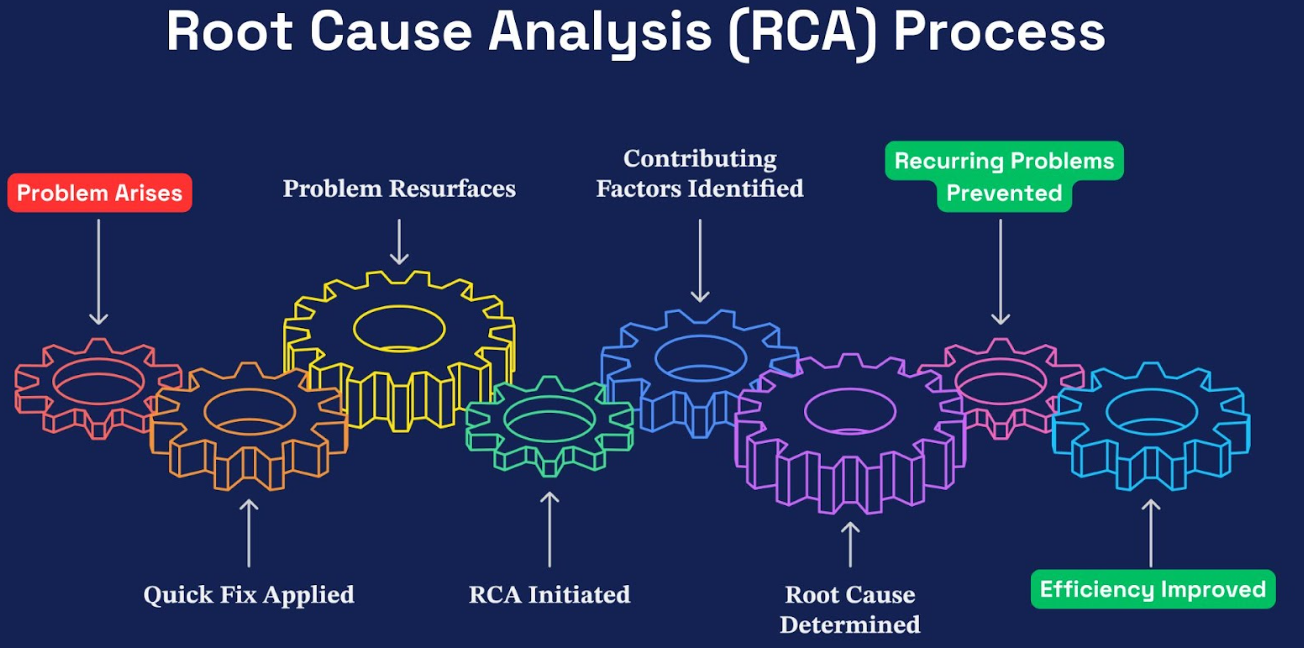 Root Cause Analysis (RCA) Process
Problem Arises
Quick Fix Applied
Problem Resurfaces
RCA Initiated
Contributing
Factors Identified
Root Cause
Determined
Recurring Problems
Prevented
Efficiency Improved